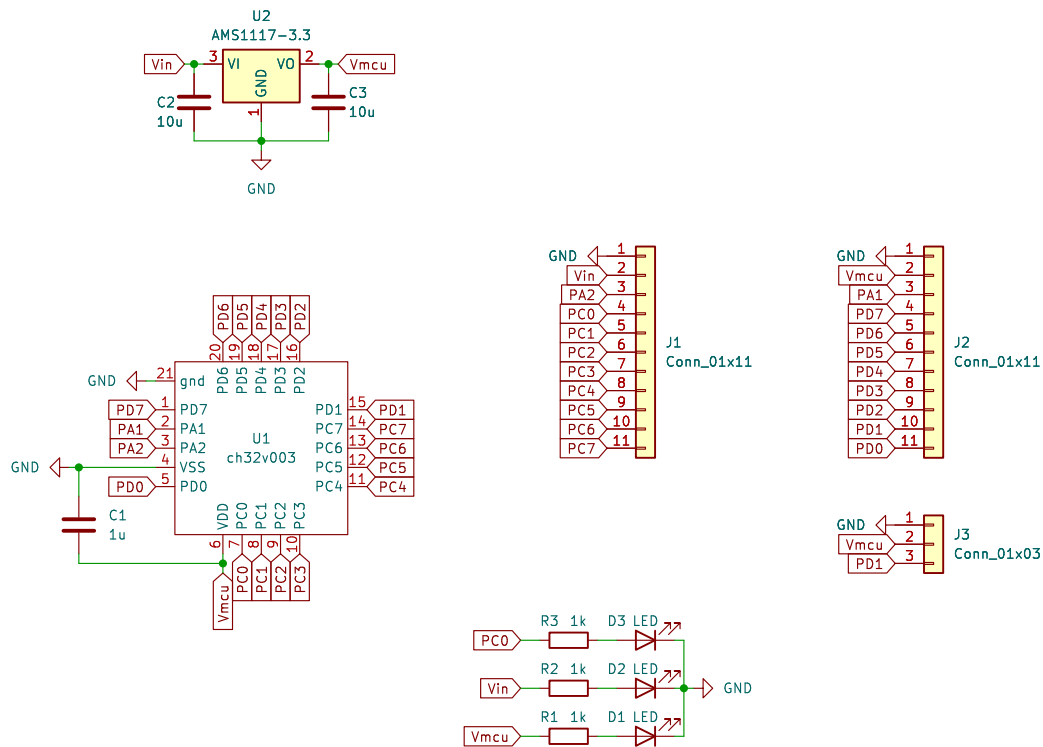 U2
AMS1117-3.3
Vin 3 VI VO 2 Vmcu
GND
1
C2
10u
C3
10u
GND
GND 1
Vin 2
PA2 3
PC0 4
PC1 5
PC2 6
PC3 7
PC4 8
PC5 9
PC6 10
PC7 11
J1
Conn_01x11
GND 1
Vmcu 2
PA1 3
PD7 4
PD6 5
PD5 6
PD4 7
PD3 8
PD2 9
PD1 10
PD0 11
J2
Conn_01x11
PD6 PD5 PD4 PD3 PD2
20 19 18 17 16
PD6 PD5 PD4 PD3 PD2
GND 21 gnd
PD7 1 PD7
PA1 2 PA1
PA2 3 PA2
GND 4 VSS
PD0 5 PD0
U1
ch32v003
PD1 15 PD1
PC7 14 PC7
PC6 13 PC6
PC5 12 PC5
PC4 11 PC4
VDD PC0 PC1 PC2 PC3
6 7 8 9 10
Vmcu PC0 PC1 PC2 PC3
C1
1u
GND 1
Vmcu 2
PD1 3
J3
Conn_01x03
R3 1k D3 LED
PC0
R2 1k D2 LED
Vin
GND
R1 1k D1 LED
Vmcu